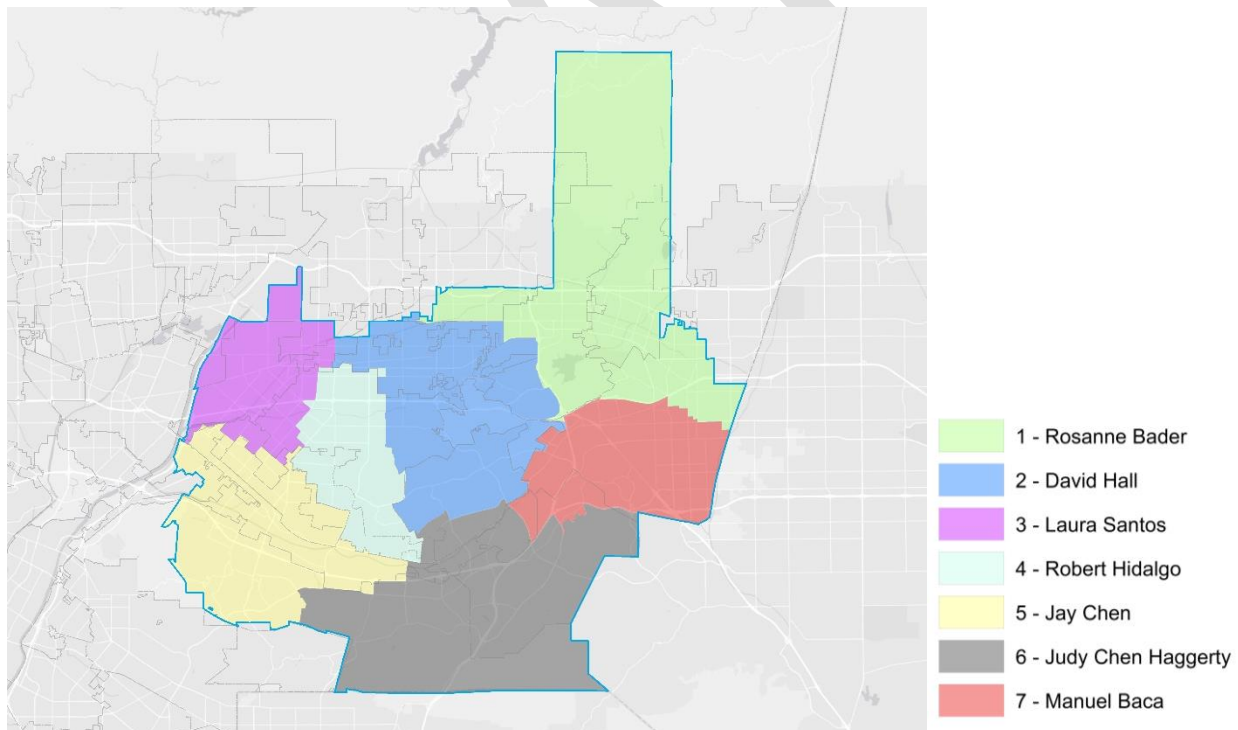 1 - Rosanne Bader
2 - David Hall
3 - Laura Santos
4 - Robert Hidalgo
5 - Jay Chen
6 - Judy Chen Haggerty
7 - Manuel Baca